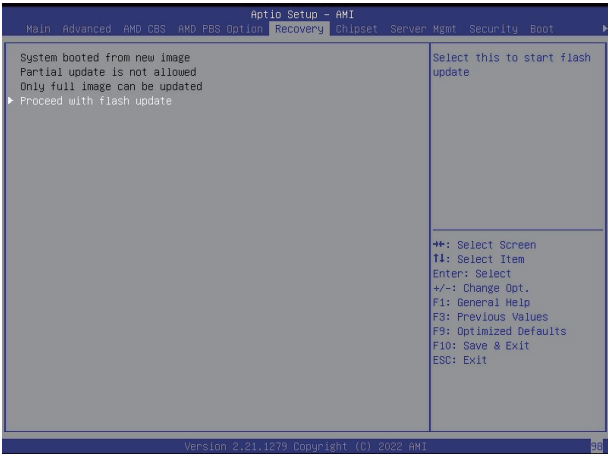 Aptio Setup - AMI
Main Advanced AMD CBS AMD PBS Option Recovery Chipset Server Mgmt Security Boot
System booted from new image
Partial update is not allowed
Only full image can be updated
Proceed with flash update
Select this to start flash
update
→←: Select Screen
↑↓: Select Item
Enter: Select
+/-: Change Opt.
F1: General Help
F3: Previous Values
F9: Optimized Defaults
F10: Save & Exit
ESC: Exit
Version 2.21.1279 Copyright (C) 2022 AMI
98